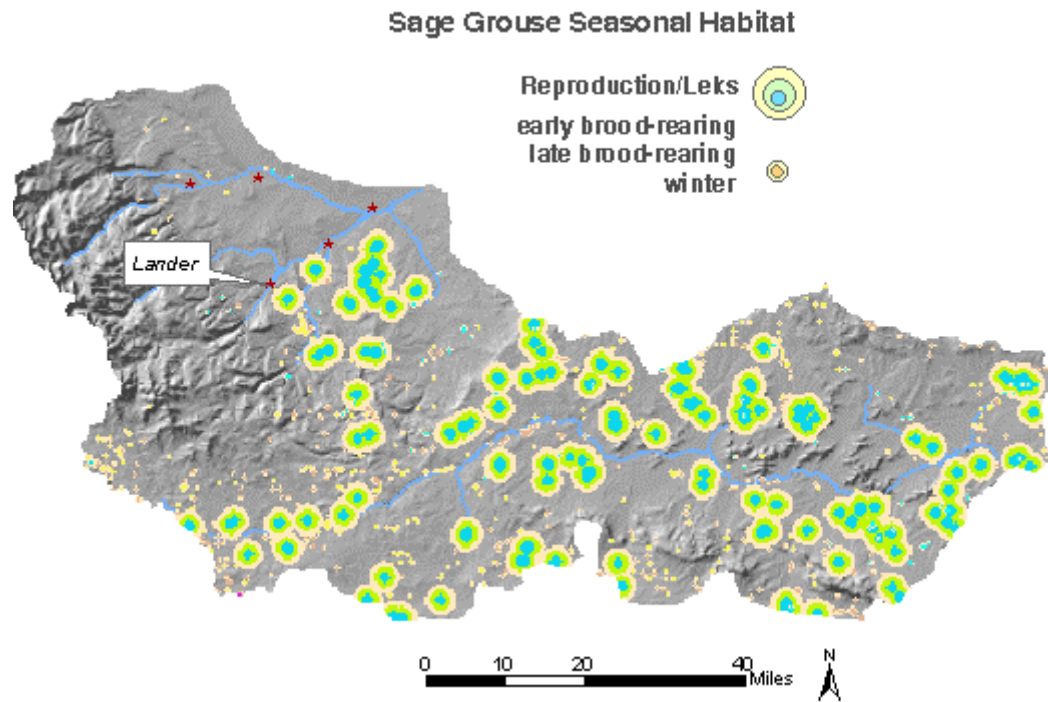 Sage Grouse Seasonal Habitat
Reproduction/Leks
early brood-rearing
late brood-rearing
winter
Lander
0 10 20 40
Miles
N